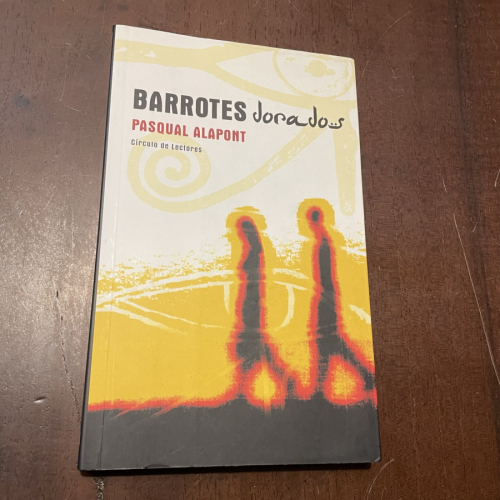 BARROTES dorados
PASQUAL ALAPONT
Círculo de Lectores